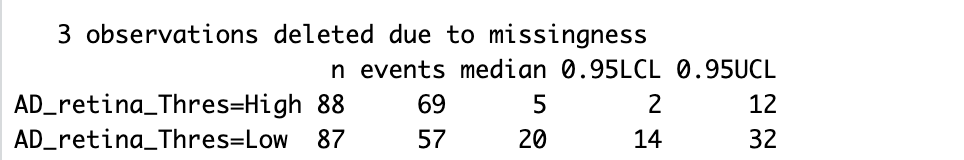 3 observations deleted due to missingness
n events median 0.95LCL 0.95UCL
AD_retina_Thres=High 88 69 5 2 12
AD_retina_Thres=Low 87 57 20 14 32